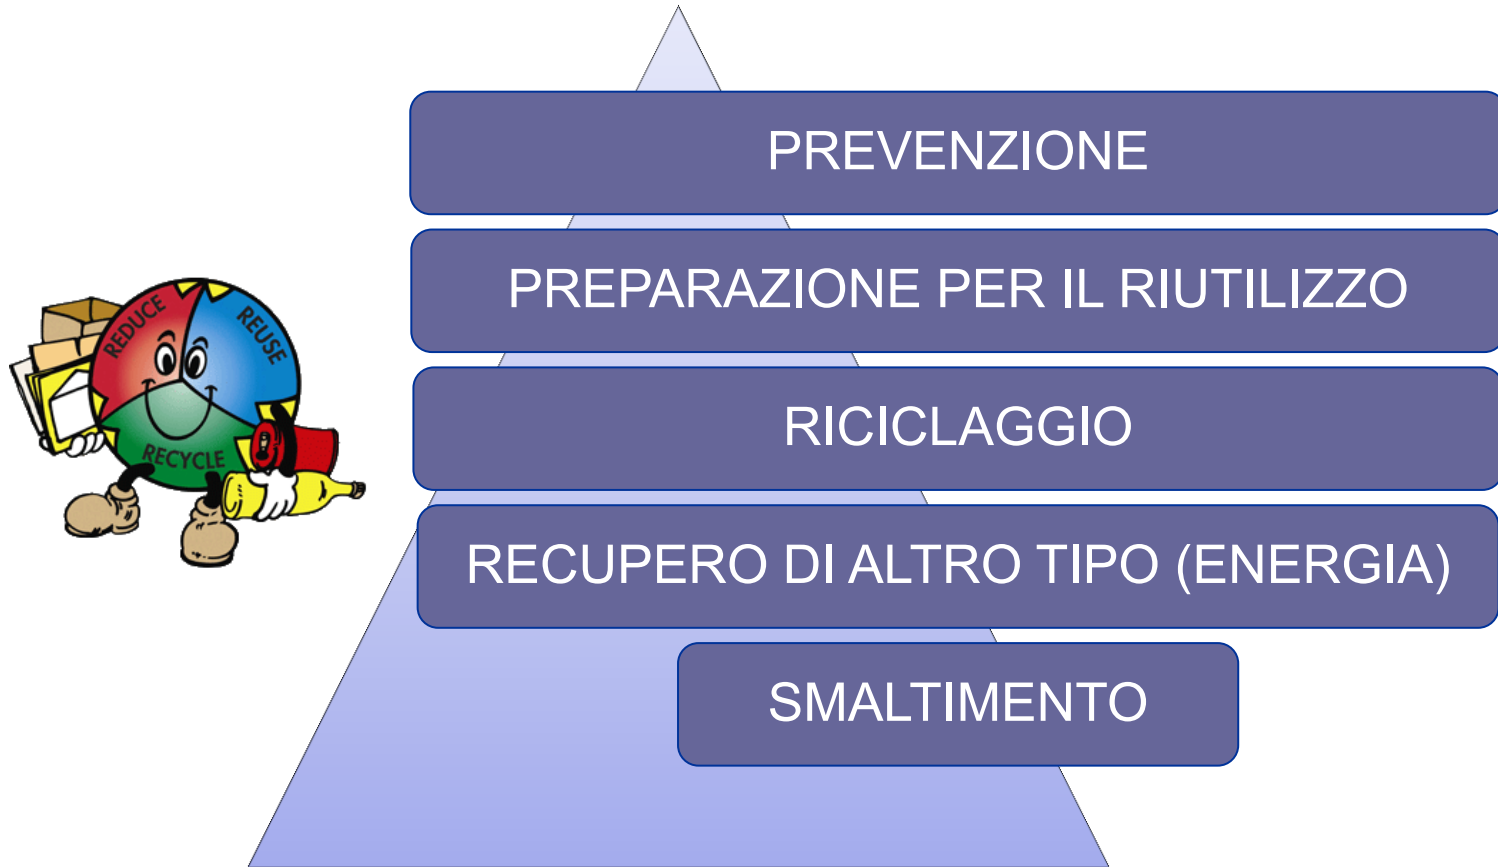 PREVENZIONE
PREPARAZIONE PER IL RIUTILIZZO
REDUCE
REUSE
RECYCLE
RICICLAGGIO
RECUPERO DI ALTRO TIPO (ENERGIA)
SMALTIMENTO